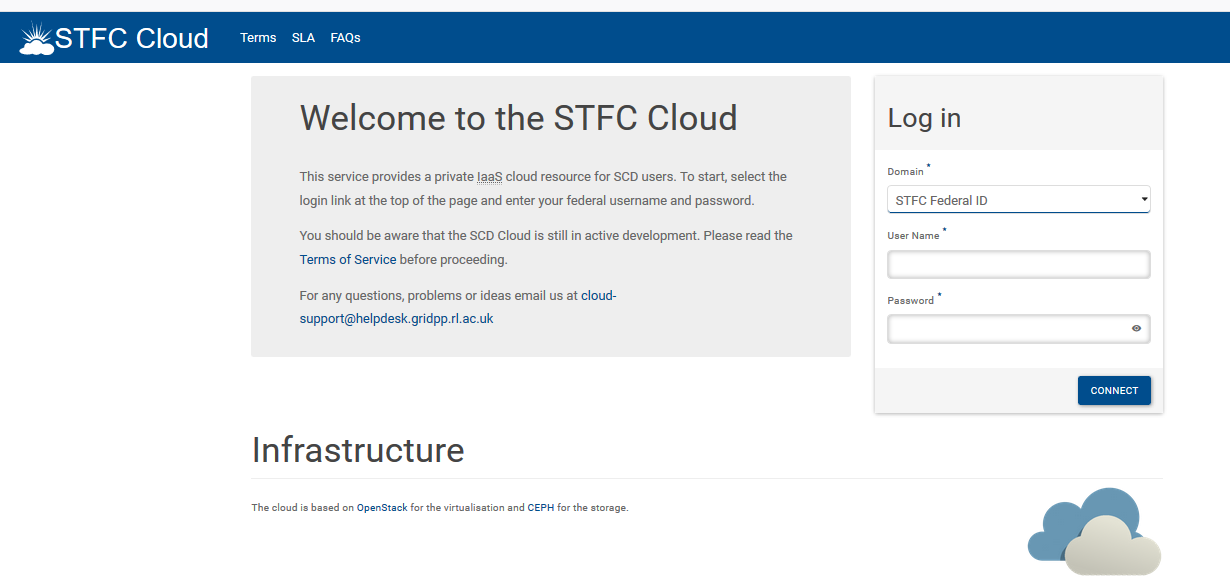 STFC Cloud
Terms SLA FAQs
Welcome to the STFC Cloud
This service provides a private IaaS cloud resource for SCD users. To start, select the
login link at the top of the page and enter your federal username and password.
You should be aware that the SCD Cloud is still in active development. Please read the
Terms of Service before proceeding.
For any questions, problems or ideas email us at cloud-
support@helpdesk.gridpp.rl.ac.uk
Log in
Domain *
STFC Federal ID
User Name *
Password *
CONNECT
Infrastructure
The cloud is based on OpenStack for the virtualisation and CEPH for the storage.